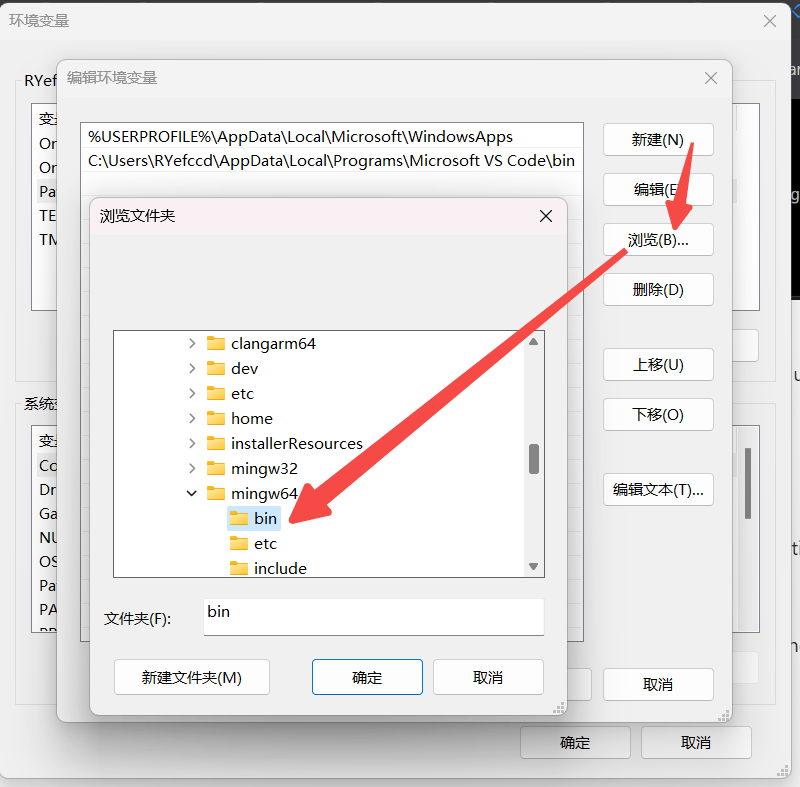 环境变量
RYef
编辑环境变量
%USERPROFILE%\AppData\Local\Microsoft\WindowsApps
C:\Users\RYefccd\AppData\Local\Programs\Microsoft VS Code\bin
新建(N)
编辑(E
浏览(B)...
删除(D)
上移(U)
下移(O)
编辑文本(T)...
取消
变
On
On
Pa
TE
TM
系统变
变
Co
Dr
Ga
NU
OS
Pa
PA
浏览文件夹
clangarm64
dev
etc
home
installerResources
mingw32
mingw64
bin
etc
include
文件夹(F):
bin
新建文件夹(M)
确定
取消
确定
取消